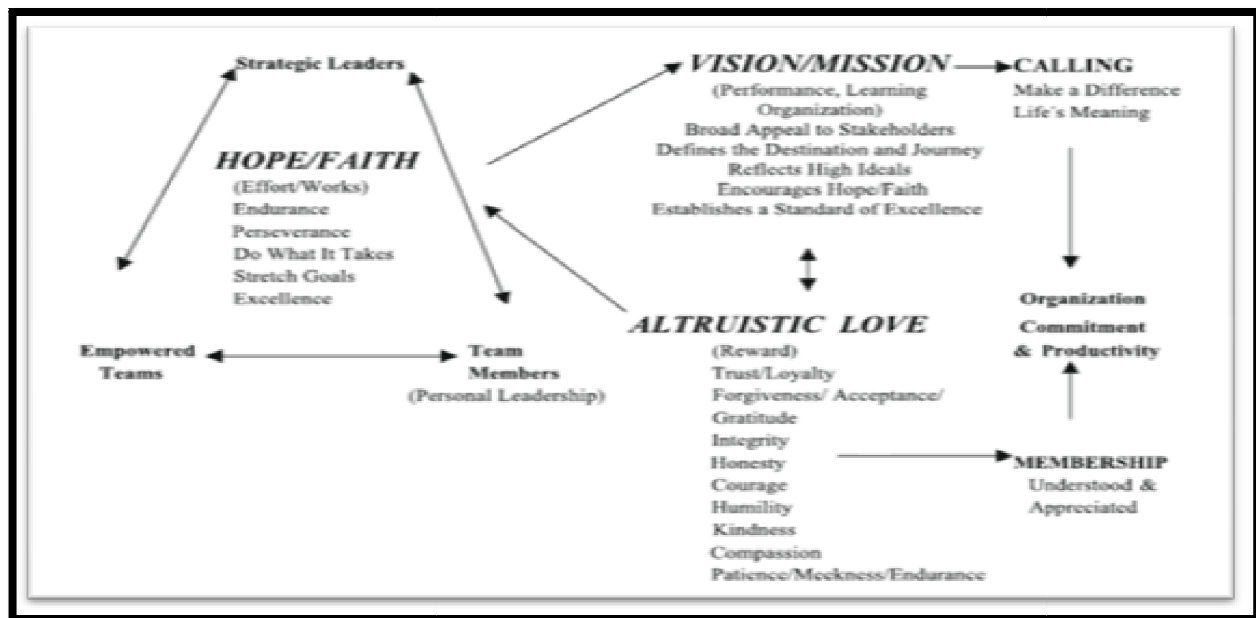 Strategic Leaders
HOPE/FAITH
(Effort/Works)
Endurance
Perseverance
Do What It Takes
Stretch Goals
Excellence
Empowered
Teams
Team
Members
(Personal Leadership)
VISION/MISSION
(Performance, Learning
Organization)
Broad Appeal to Stakeholders
Defines the Destination and Journey
Reflects High Ideals
Encourages Hope/Faith
Establishes a Standard of Excellence
ALTRUISTIC LOVE
(Reward)
Trust/Loyalty
Forgiveness/ Acceptance/
Gratitude
Integrity
Honesty
Courage
Humility
Kindness
Compassion
Patience/Meekness/Endurance
CALLING
Make a Difference
Life's Meaning
Organization
Commitment
& Productivity
MEMBERSHIP
Understood &
Appreciated